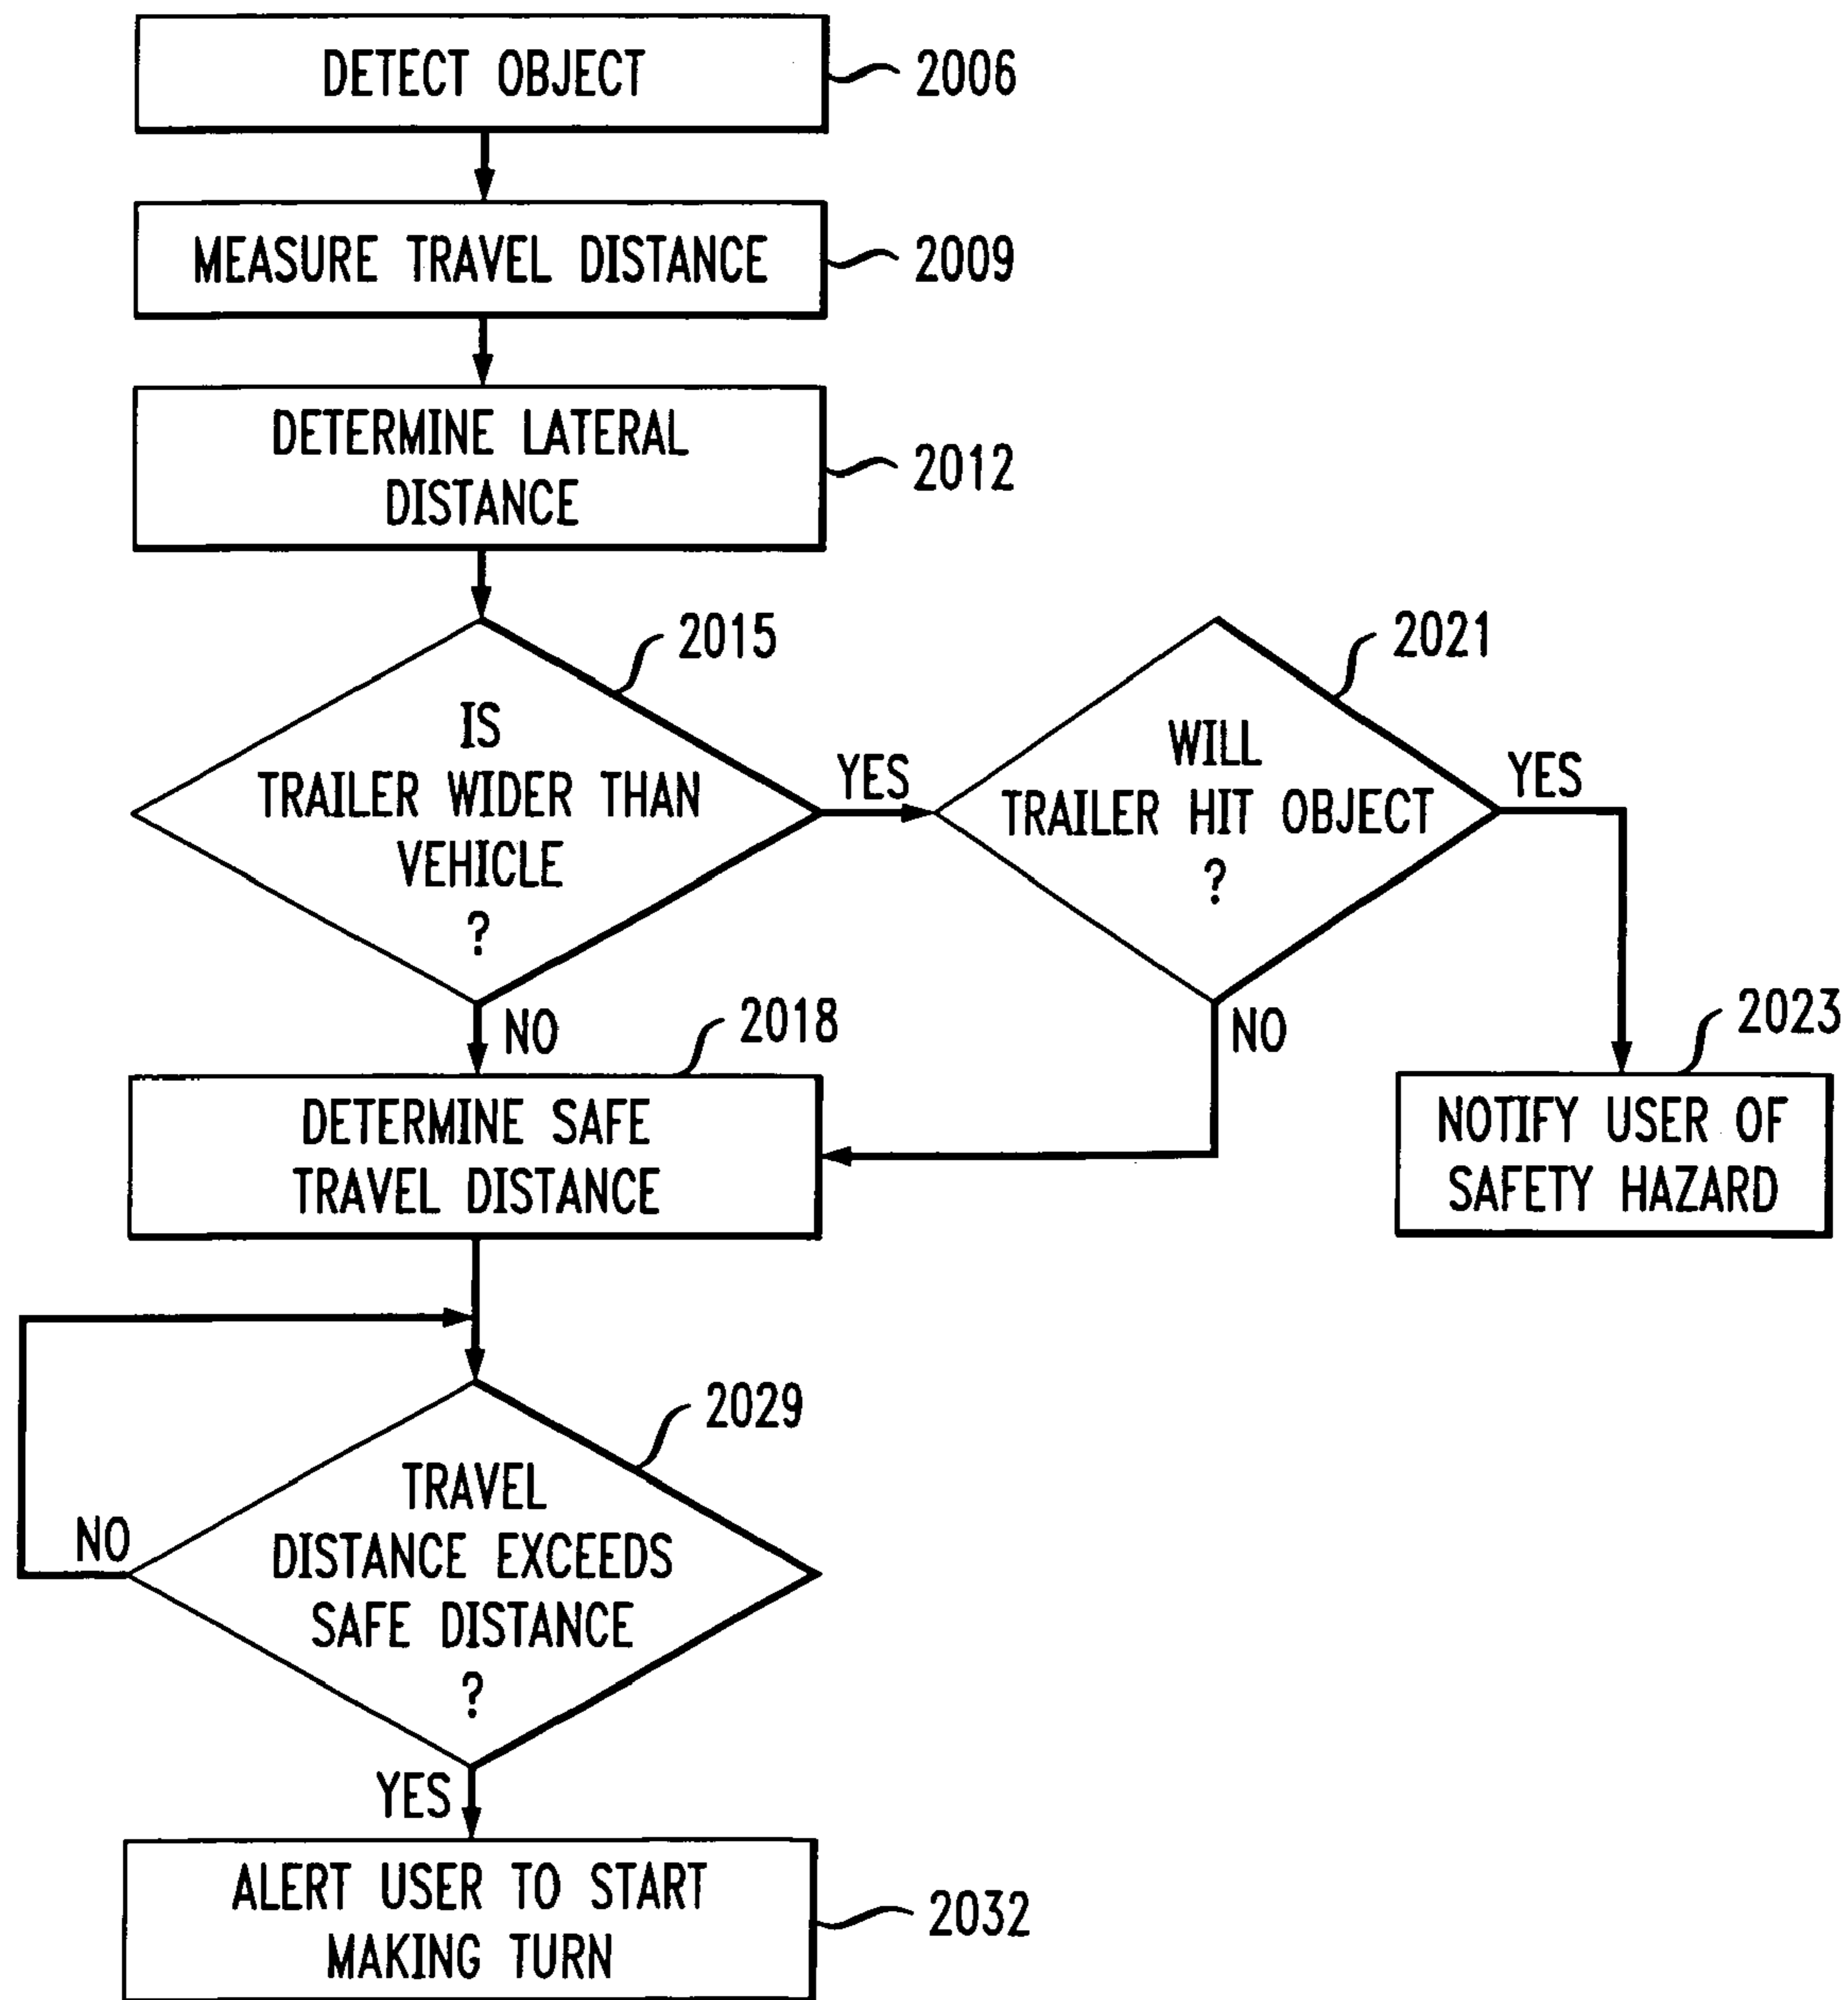 DETECT OBJECT
2006
MEASURE TRAVEL DISTANCE
2009
DETERMINE LATERAL
DISTANCE
2012
2015
IS
TRAILER WIDER THAN
VEHICLE
?
YES
NO
2021
WILL
TRAILER HIT OBJECT
?
YES
NO
2018
DETERMINE SAFE
TRAVEL DISTANCE
2023
NOTIFY USER OF
SAFETY HAZARD
2029
TRAVEL
DISTANCE EXCEEDS
SAFE DISTANCE
?
NO
YES
ALERT USER TO START
MAKING TURN
2032